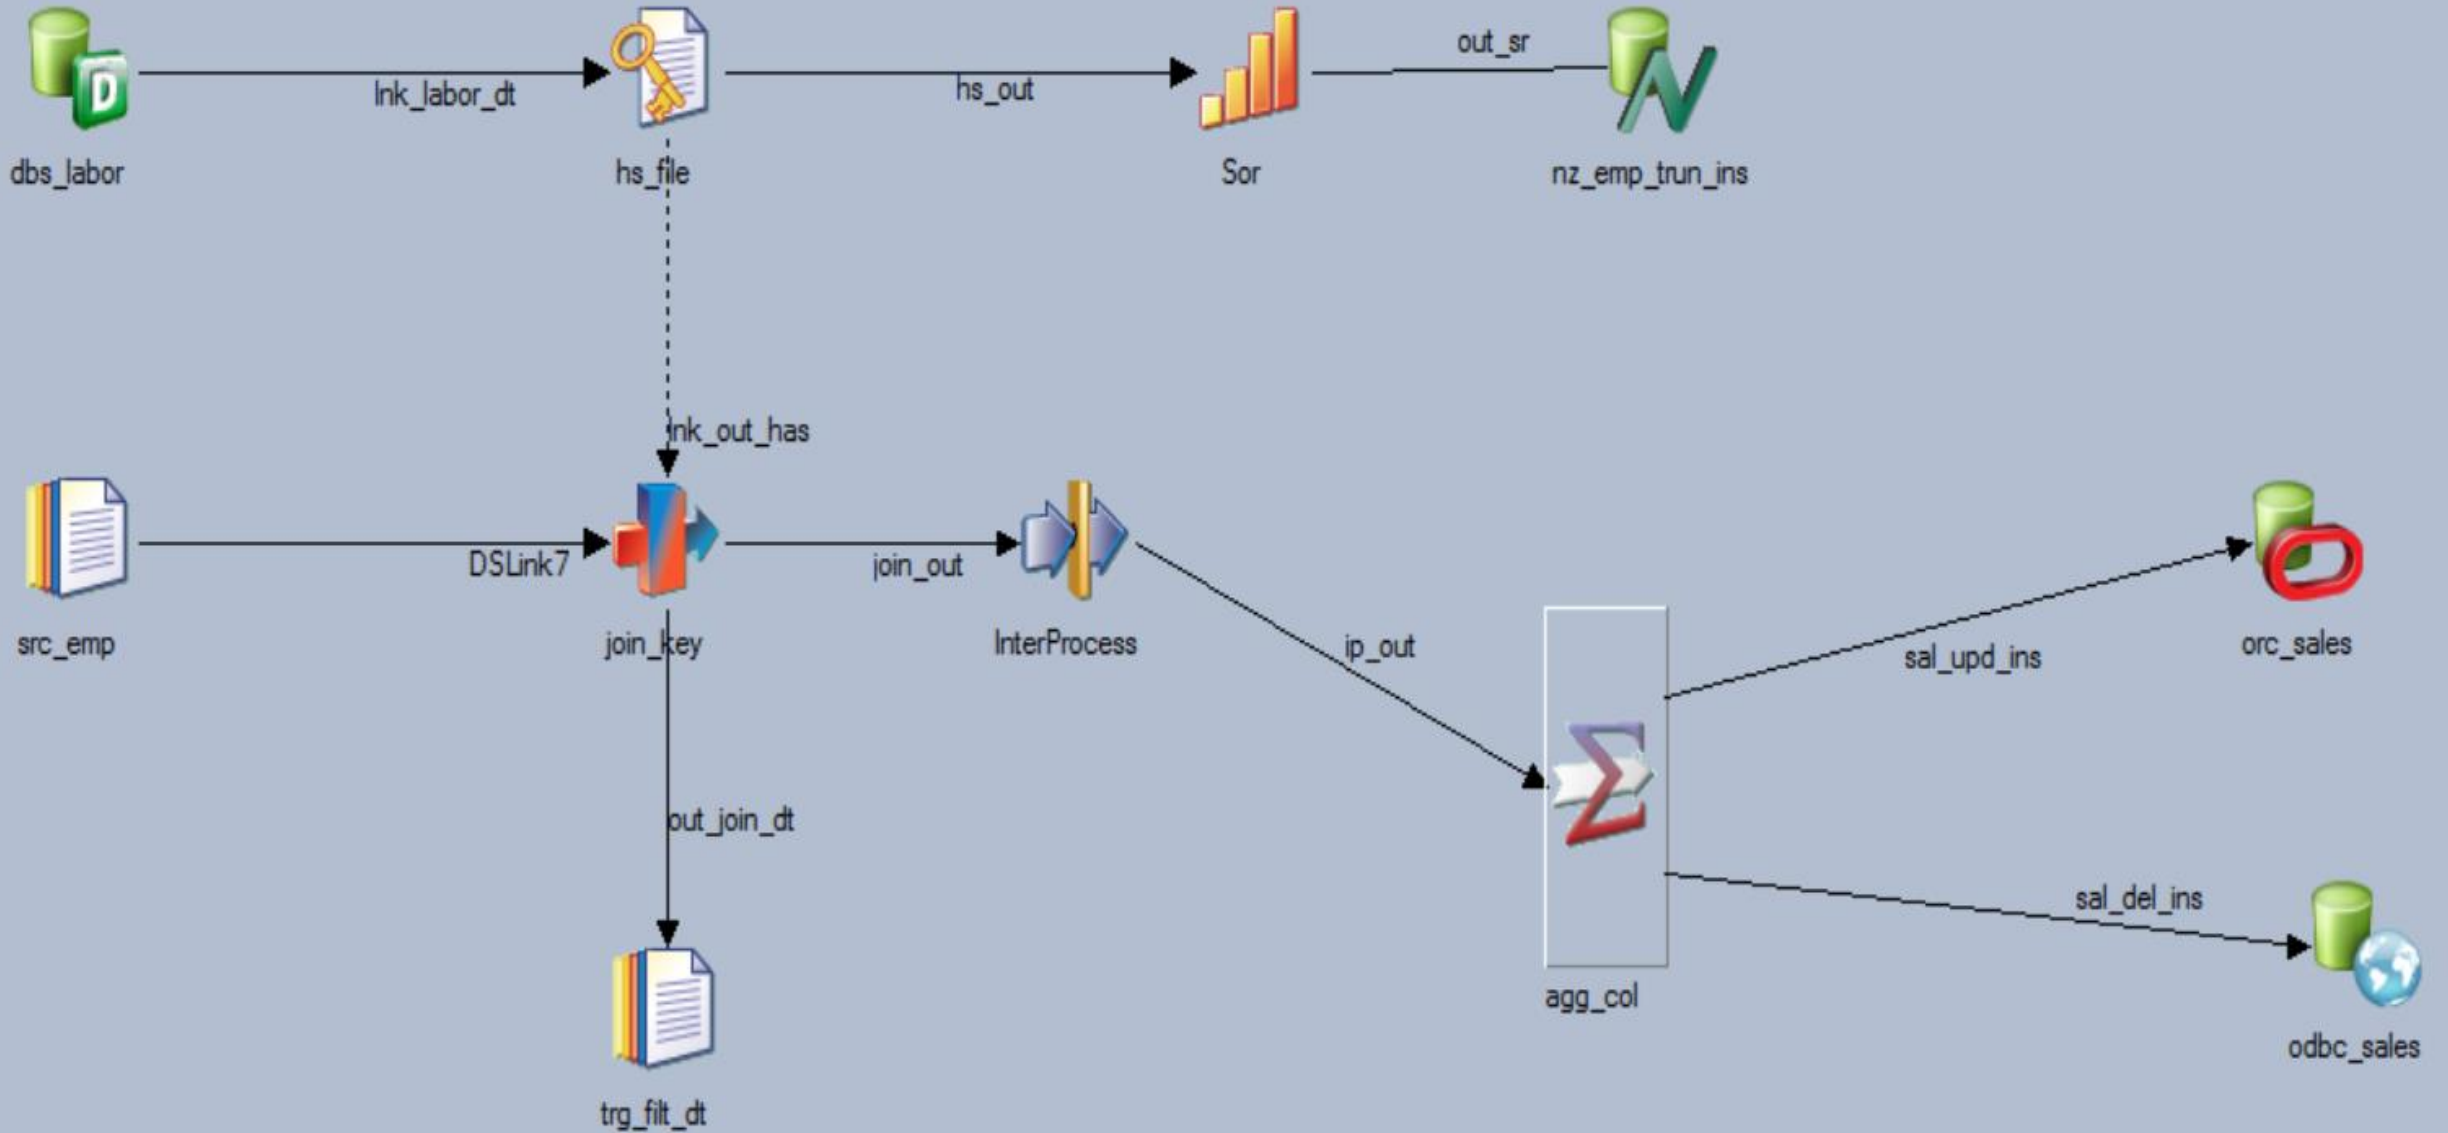 lnk_labor_dt
hs_out
out_sr
dbs_labor
hs_file
Sor
nz_emp_trun_ins
lnk_out_has
DSLink7
join_out
src_emp
join_key
InterProcess
ip_out
sal_upd_ins
orc_sales
out_join_dt
sal_del_ins
agg_col
odbc_sales
trg_filt_dt